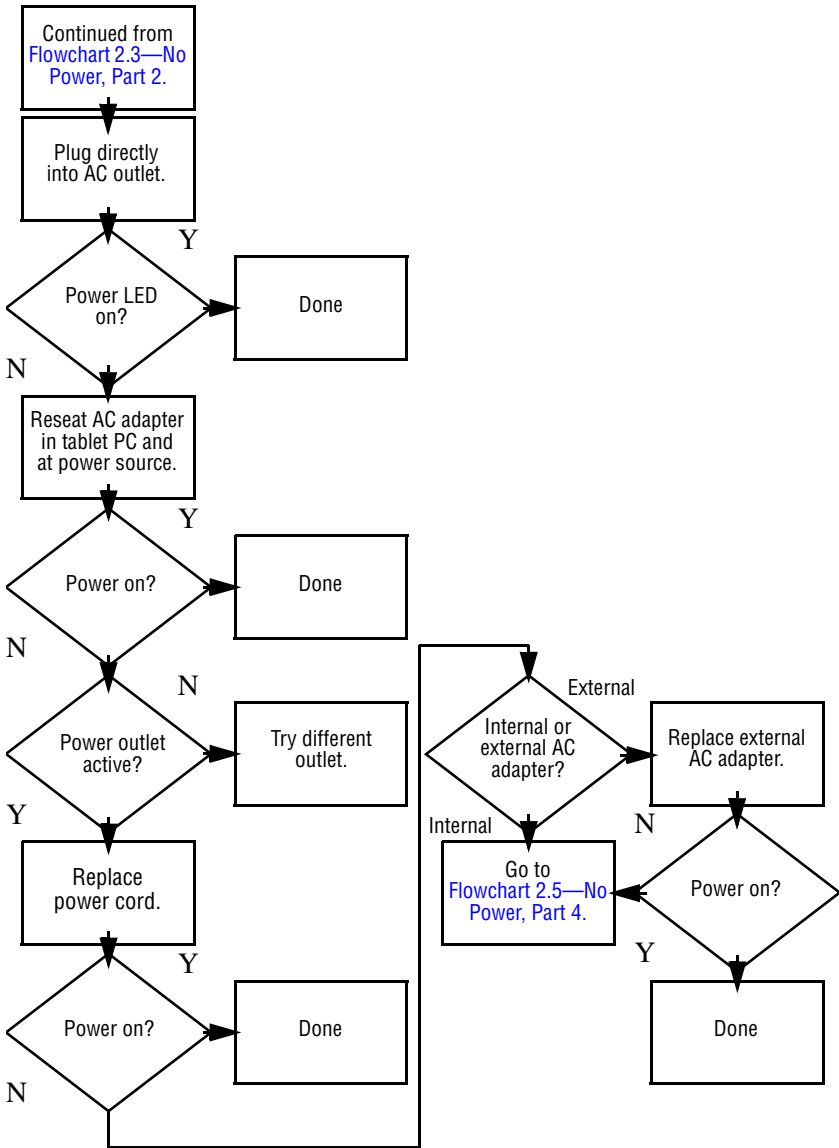 Continued from
Flowchart 2.3—No
Power, Part 2.
Plug directly
into AC outlet.
Y
Power LED
on?
Done
N
Reseat AC adapter
in tablet PC and
at power source.
Y
Power on?
Done
N
N
Power outlet
active?
Try different
outlet.
Y
Replace
power cord.
Y
Power on?
Done
N
External
Internal or
external AC
adapter?
Replace external
AC adapter.
Internal
N
Go to
Flowchart 2.5—No
Power, Part 4.
Power on?
Y
Done